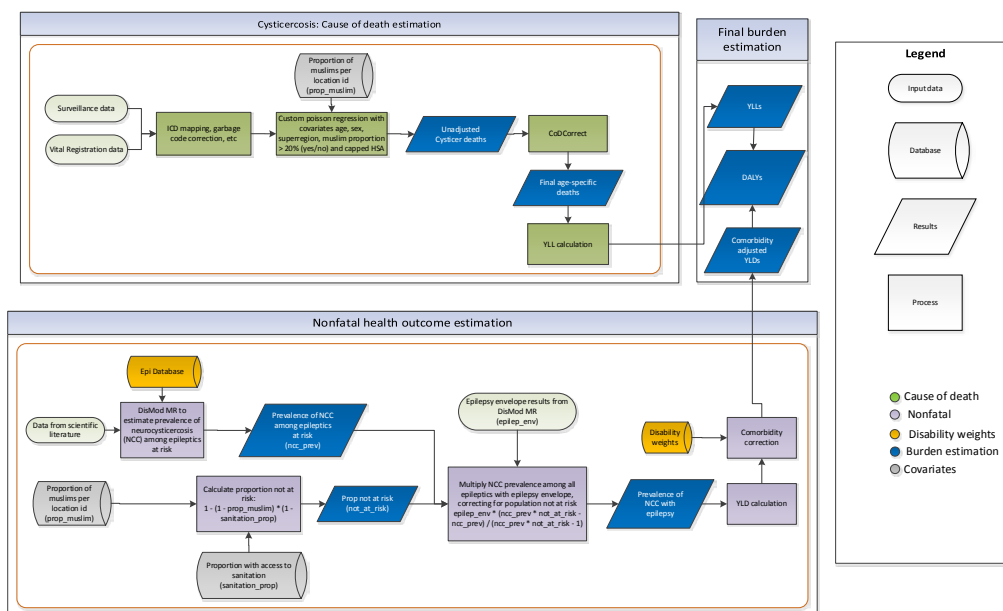 Cysticercosis: Cause of death estimation
Proportion of
muslims per
location id
(prop_muslim)
Surveillance data
Vital Registration data
ICD mapping, garbage
code correction, etc
Custom poisson regression with
covariates age, sex,
superregion, muslim proportion
> 20% (yes/no) and capped HSA
Unadjusted
Cysticer deaths
CoDCorrect
Final age-specific
deaths
YLL calculation
Final burden
estimation
YLLs
DALYs
Comorbidity
adjusted
YLDs
Legend
Input data
Database
Results
Process
Cause of death
Nonfatal
Disability weights
Burden estimation
Covariates
Nonfatal health outcome estimation
Epi Database
Data from scientific
literature
DisMod MR to
estimate prevalence of
neurocysticercosis
(NCC) among epileptics
at risk
Prevalence of NCC
among epileptics
at risk
(ncc_prev)
Proportion of
muslims per
location id
(prop_muslim)
Calculate proportion not at
risk:
1 - (1 - prop_muslim) * (1 -
sanitation_prop)
Proportion with access to
sanitation
(sanitation_prop)
Prop not at risk
(not_at_risk)
Epilepsy envelope results from
DisMod MR
(epilep_env)
Multiply NCC prevalence among all
epileptics with epilepsy envelope,
correcting for population not at risk
epilep_env * (ncc_prev * not_at_risk -
ncc_prev) / (ncc_prev * not_at_risk - 1)
Prevalence of
NCC with
epilepsy
Disability
weights
Comorbidity
correction
YLD calculation